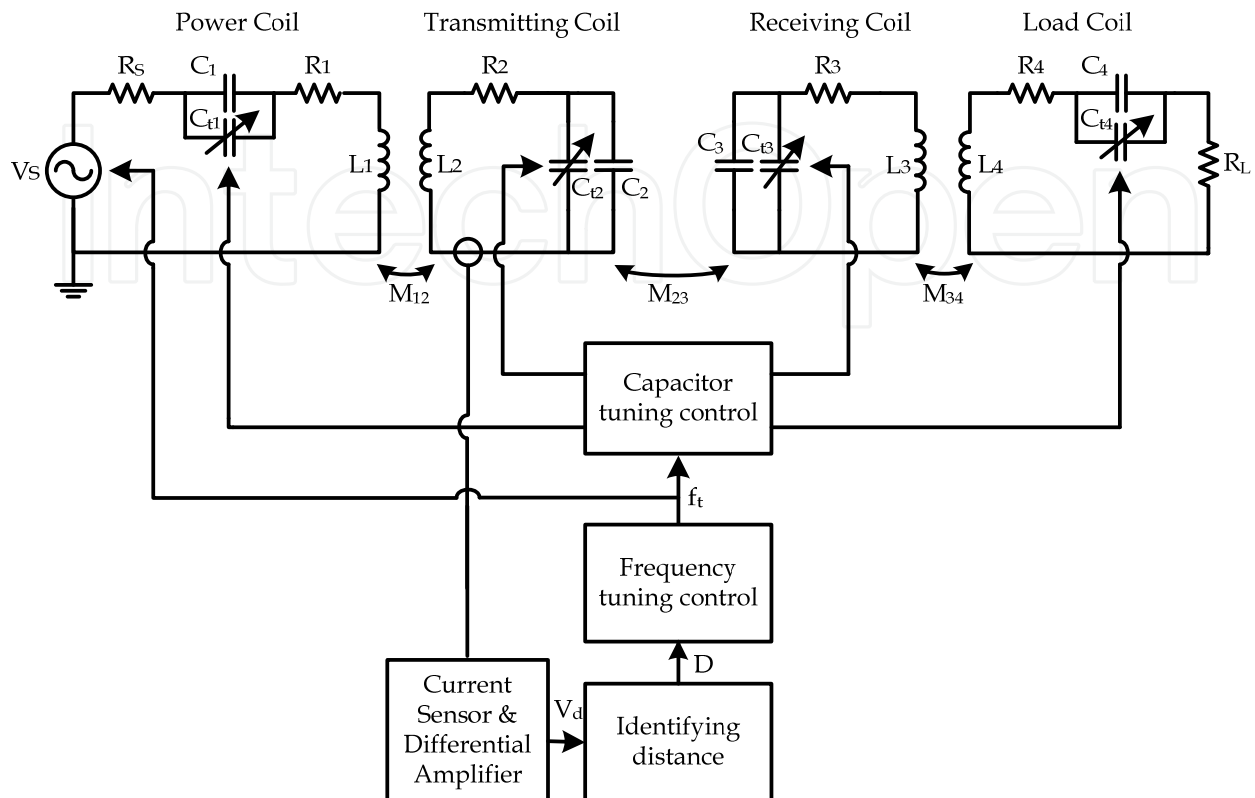 Power Coil
Transmitting Coil
Receiving Coil
Load Coil
RS
C1
R1
Ct1
VS
L1
R2
L2
Ct2
C2
R3
C3
Ct3
L3
R4
C4
Ct4
L4
RL
M12
M23
M34
IntechOpen
Capacitor
tuning control
ft
Frequency
tuning control
D
Current
Sensor &
Differential
Amplifier
Vd
Identifying
distance